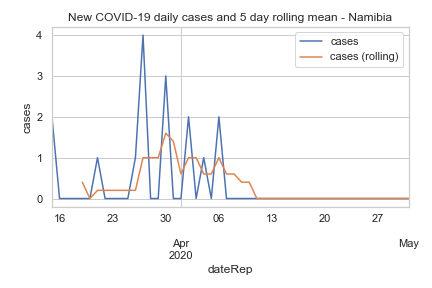 New COVID-19 daily cases and 5 day rolling mean - Namibia
cases
cases (rolling)
4
3
2
1
0
cases
16 23 30 06 13 20 27
Apr May
2020
dateRep